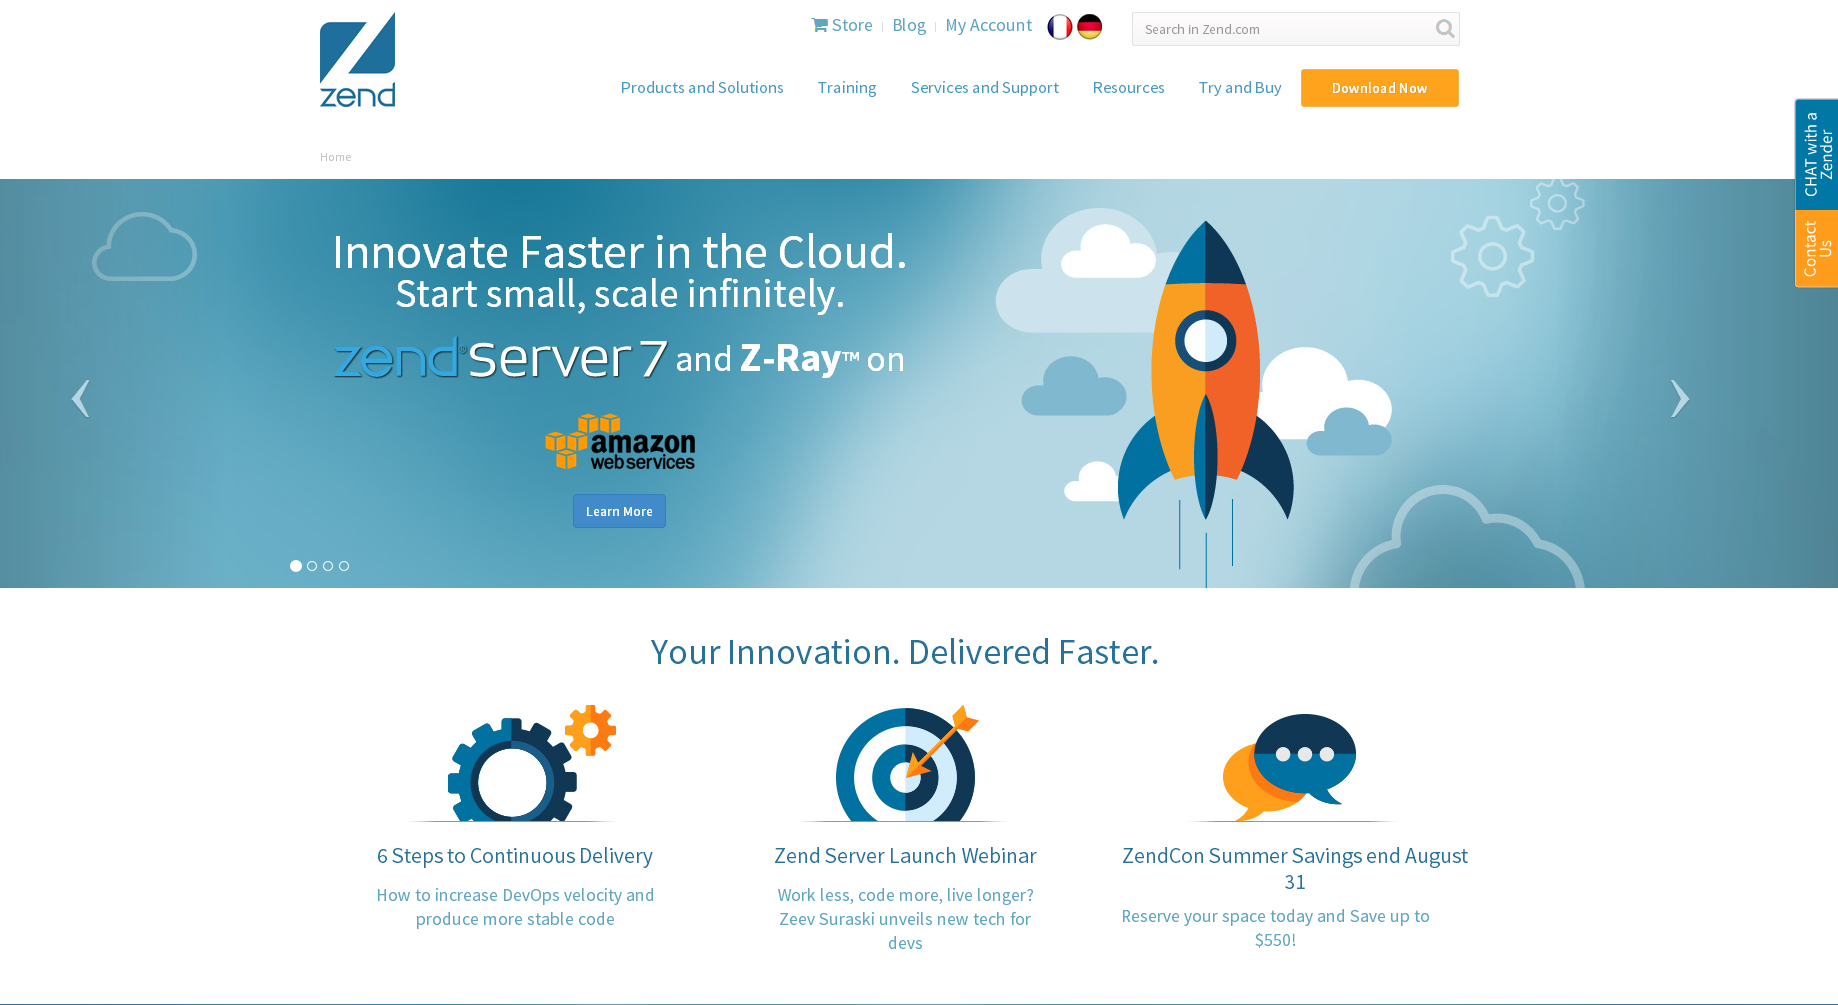 zend
Store
Blog
My Account
Search in Zend.com
Products and Solutions
Training
Services and Support
Resources
Try and Buy
Download Now
Home
CHAT with a
Zender
Contact
Us
Innovate Faster in the Cloud.
Start small, scale infinitely.
zend® server 7 and Z-Ray™ on
amazon
web services
Learn More
Your Innovation. Delivered Faster.
6 Steps to Continuous Delivery
How to increase DevOps velocity and
produce more stable code
Zend Server Launch Webinar
Work less, code more, live longer?
Zeev Suraski unveils new tech for
devs
ZendCon Summer Savings end August
31
Reserve your space today and Save up to
$550!